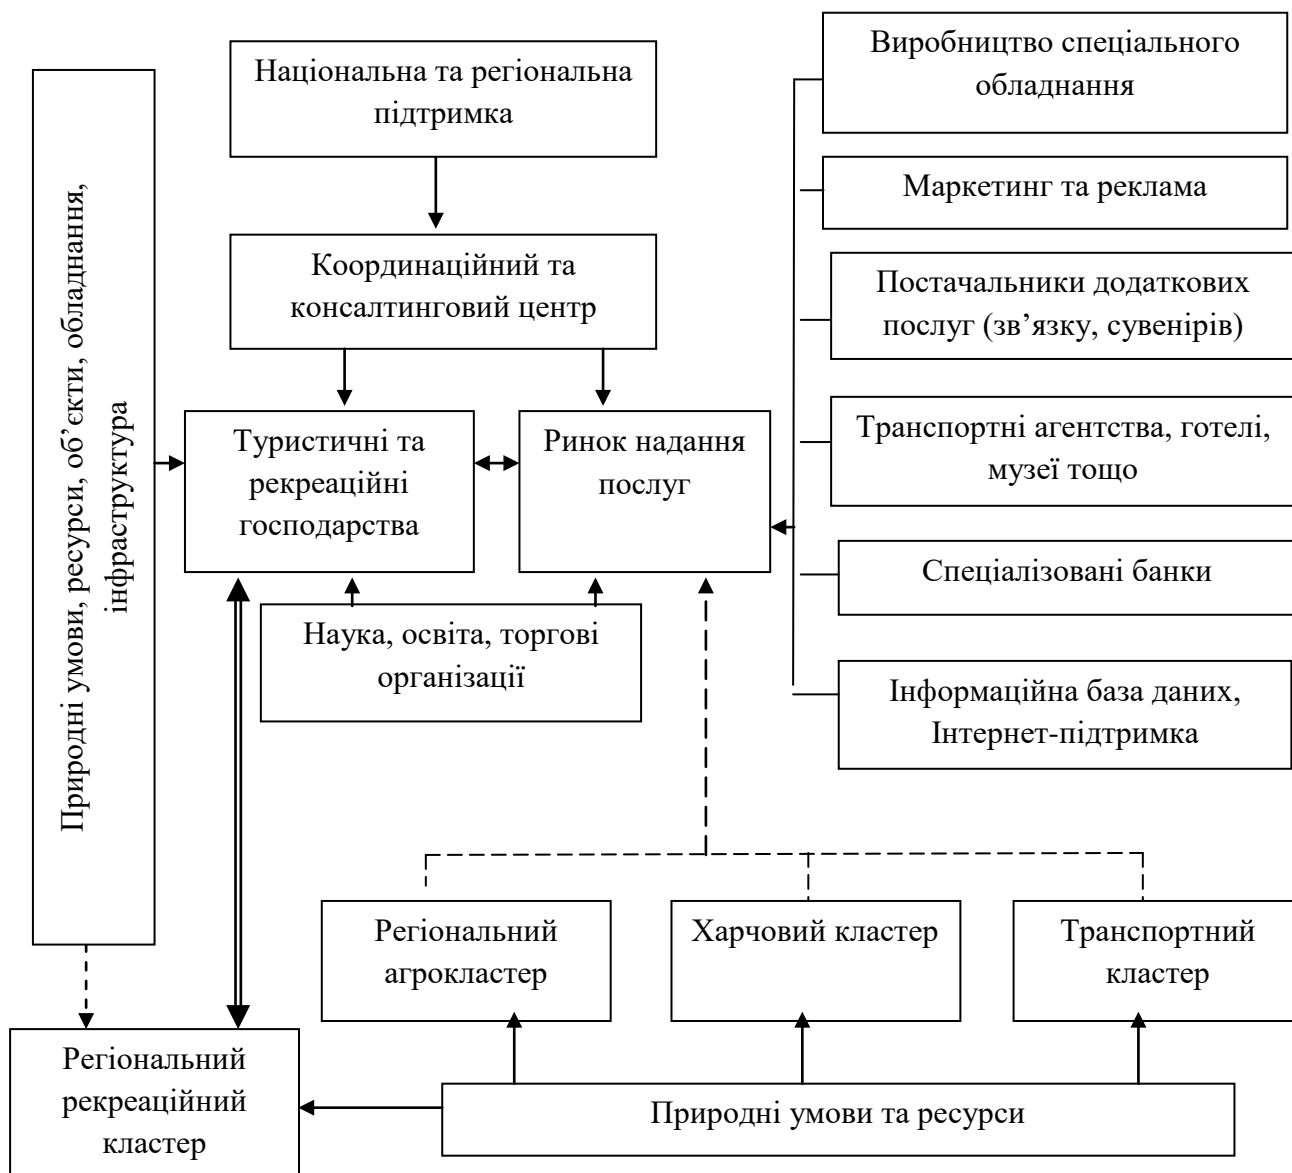 Національна та регіональна
підтримка
Координаційний та
консалтинговий центр
Природні умови, ресурси, об’єкти, обладнання,
інфраструктура
Туристичні та
рекреаційні
господарства
Ринок надання
послуг
Наука, освіта, торгові
організації
Виробництво спеціального
обладнання
Маркетинг та реклама
Постачальники додаткових
послуг (зв’язку, сувенірів)
Транспортні агентства, готелі,
музеї тощо
Спеціалізовані банки
Інформаційна база даних,
Інтернет-підтримка
Регіональний
агрокластер
Харчовий кластер
Транспортний
кластер
Регіональний
рекреаційний
кластер
Природні умови та ресурси